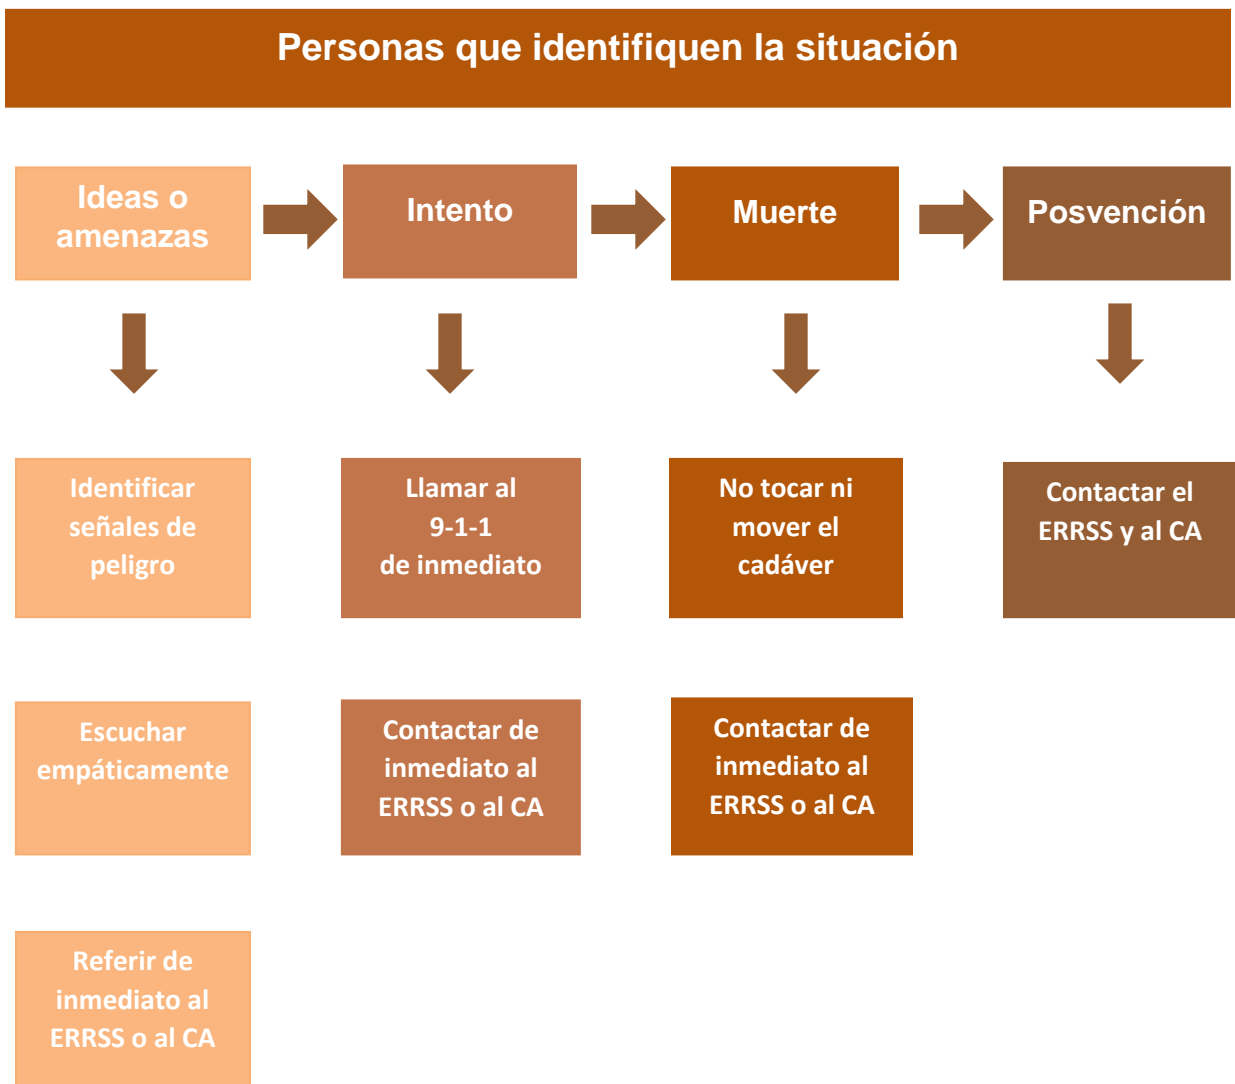 Personas que identifiquen la situación
Ideas o
amenazas
Intento
Muerte
Posvención
Identificar
señales de
peligro
Llamar al
9-1-1
de inmediato
No tocar ni
mover el
cadáver
Contactar el
ERRSS y al CA
Escuchar
empáticamente
Contactar de
inmediato al
ERRSS o al CA
Contactar de
inmediato al
ERRSS o al CA
Referir de
inmediato al
ERRSS o al CA